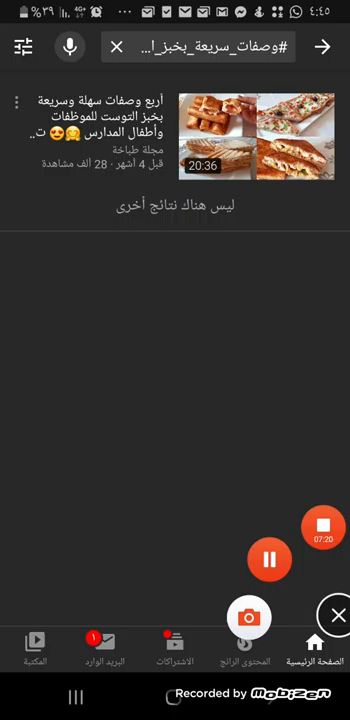 ٣٩% 4G+ ٤:٤٥
#وصفات_سريعة_بخبز_ا...
أربع وصفات سهلة وسريعة
بخبز التوست للموظفات
وأطفال المدارس 🤗😍 ت..
مجلة طباخة
قبل 4 أشهر · 28 ألف مشاهدة
20:36
ليس هناك نتائج أخرى
07:20
١
الصفحة الرئيسية
المحتوى الرائج
الاشتراكات
البريد الوارد
المكتبة
Recorded by MOBIZEN